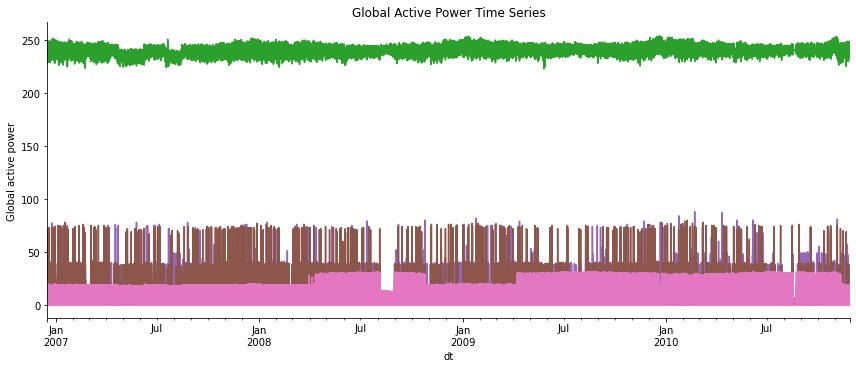 Global Active Power Time Series
Global active power
250
200
150
100
50
0
Jan Jul Jan Jul Jan Jul Jan Jul
2007 2008 2009 2010
dt